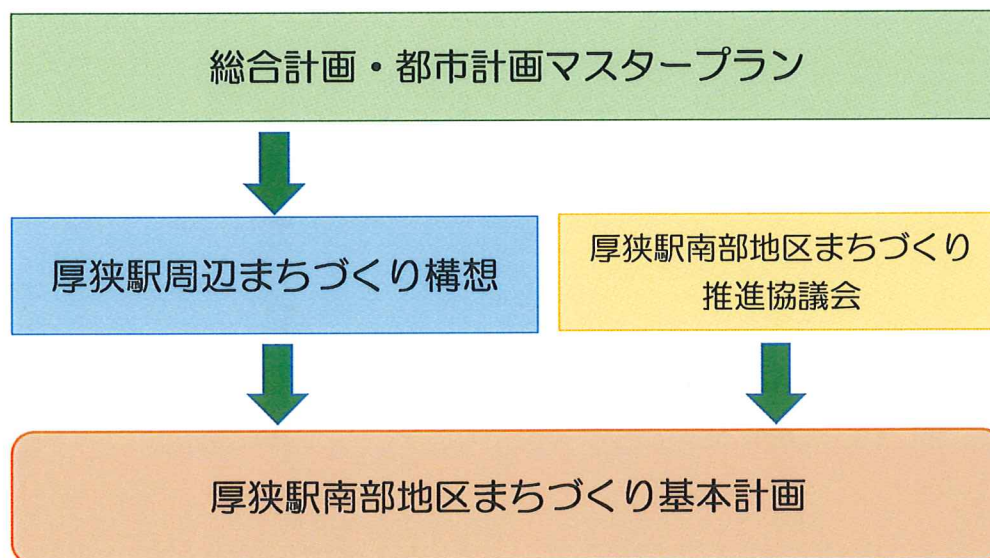 総合計画・都市計画マスタープラン
厚狭駅周辺まちづくり構想
厚狭駅南部地区まちづくり
推進協議会
厚狭駅南部地区まちづくり基本計画